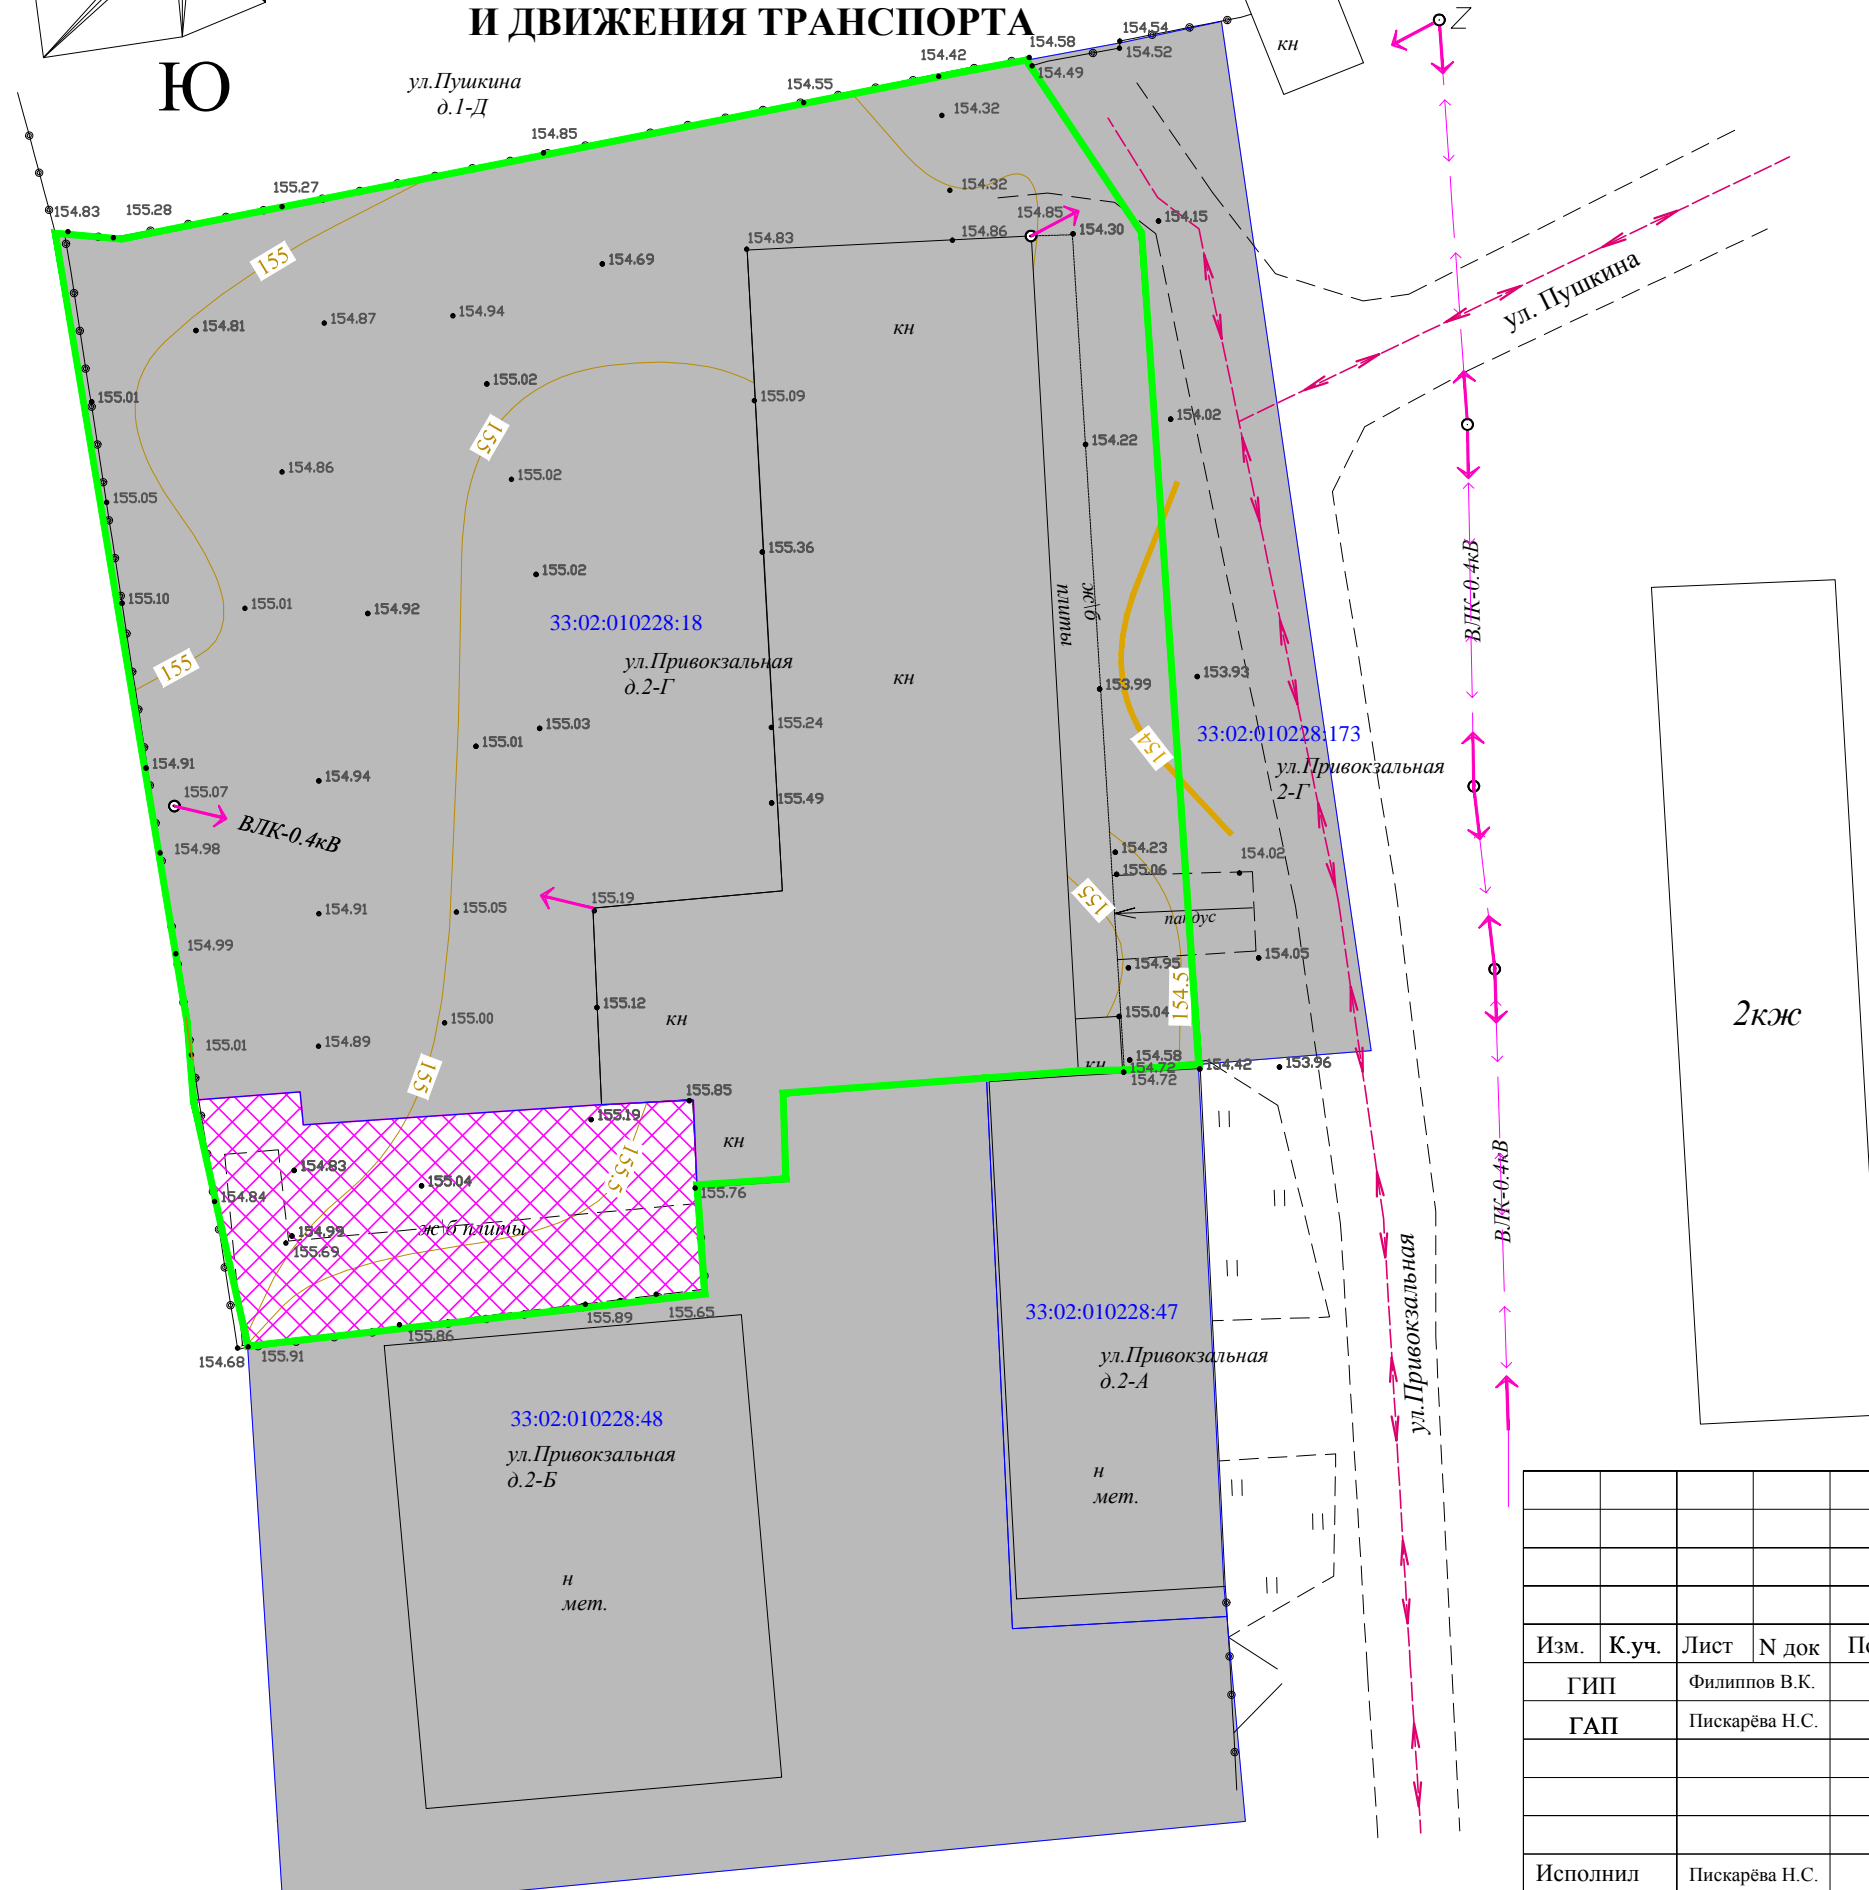 И ДВИЖЕНИЯ ТРАНСПОРТА
Ю
ул.Пушкина
д.1-Д
кн
Z
154.54
154.58
154.52
154.42
154.49
154.55
154.32
154.85
154.32
155.27
154.83
155.28
154.85
154.15
154.30
154.83
154.86
155
154.69
ул. Пушкина
154.81
154.87
154.94
кн
155.02
155.01
155.09
154.02
155
154.22
154.86
155.02
155.05
155.36
ВЛК-0.4кВ
155.02
155.10
155.01
154.92
плиты
ж\б
33:02:010228:18
ул.Привокзальная
д.2-Г
155
кн
153.99
153.93
155.24
33:02:010228:173
155.03
155.01
154
154.91
ул.Привокзальная
2-Г
154.94
155.07
155.49
ВЛК-0.4кВ
154.98
154.23
154.02
155.06
155
154.91
155.05
155.19
пандус
154.99
154.05
154.95
154.5
155.12
155.04
кн
155.00
2кж
155.01
154.89
154.58
кн
154.72
154.42
153.96
154.72
155
155.85
155.19
кн
154.83
155.5
155.04
154.84
155.76
ВЛК-0.4кВ
154.99
ж\б плиты
155.69
33:02:010228:47
155.65
155.89
155.86
154.68
155.91
ул.Привокзальная
ул.Привокзальная
д.2-А
33:02:010228:48
ул.Привокзальная
д.2-Б
н
мет.
н
мет.
Изм. К.уч. Лист N док
ГИП Филиппов В.К.
ГАП Пискарёва Н.С.
Исполнил Пискарёва Н.С.